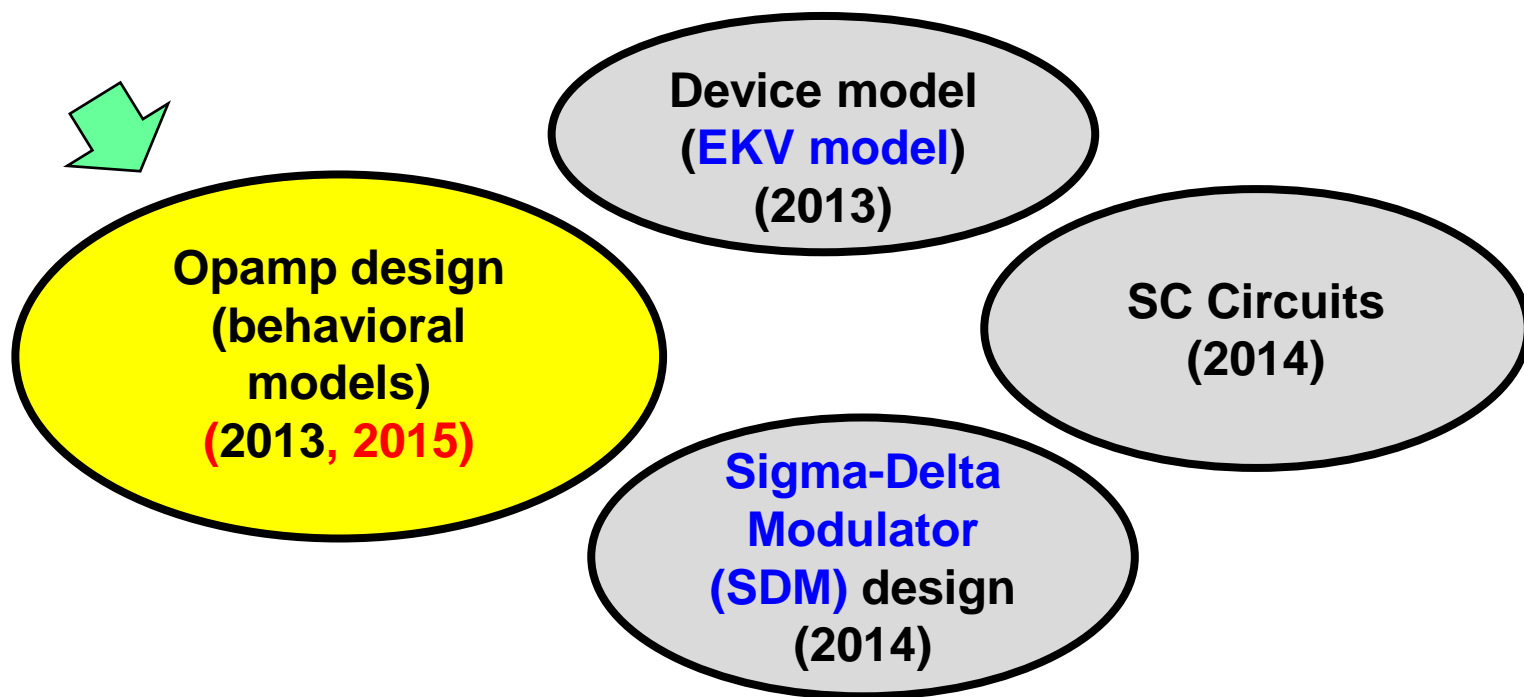 Device model
(EKV model)
(2013)
Opamp design
(behavioral
models)
(2013, 2015)
SC Circuits
(2014)
Sigma-Delta
Modulator
(SDM) design
(2014)